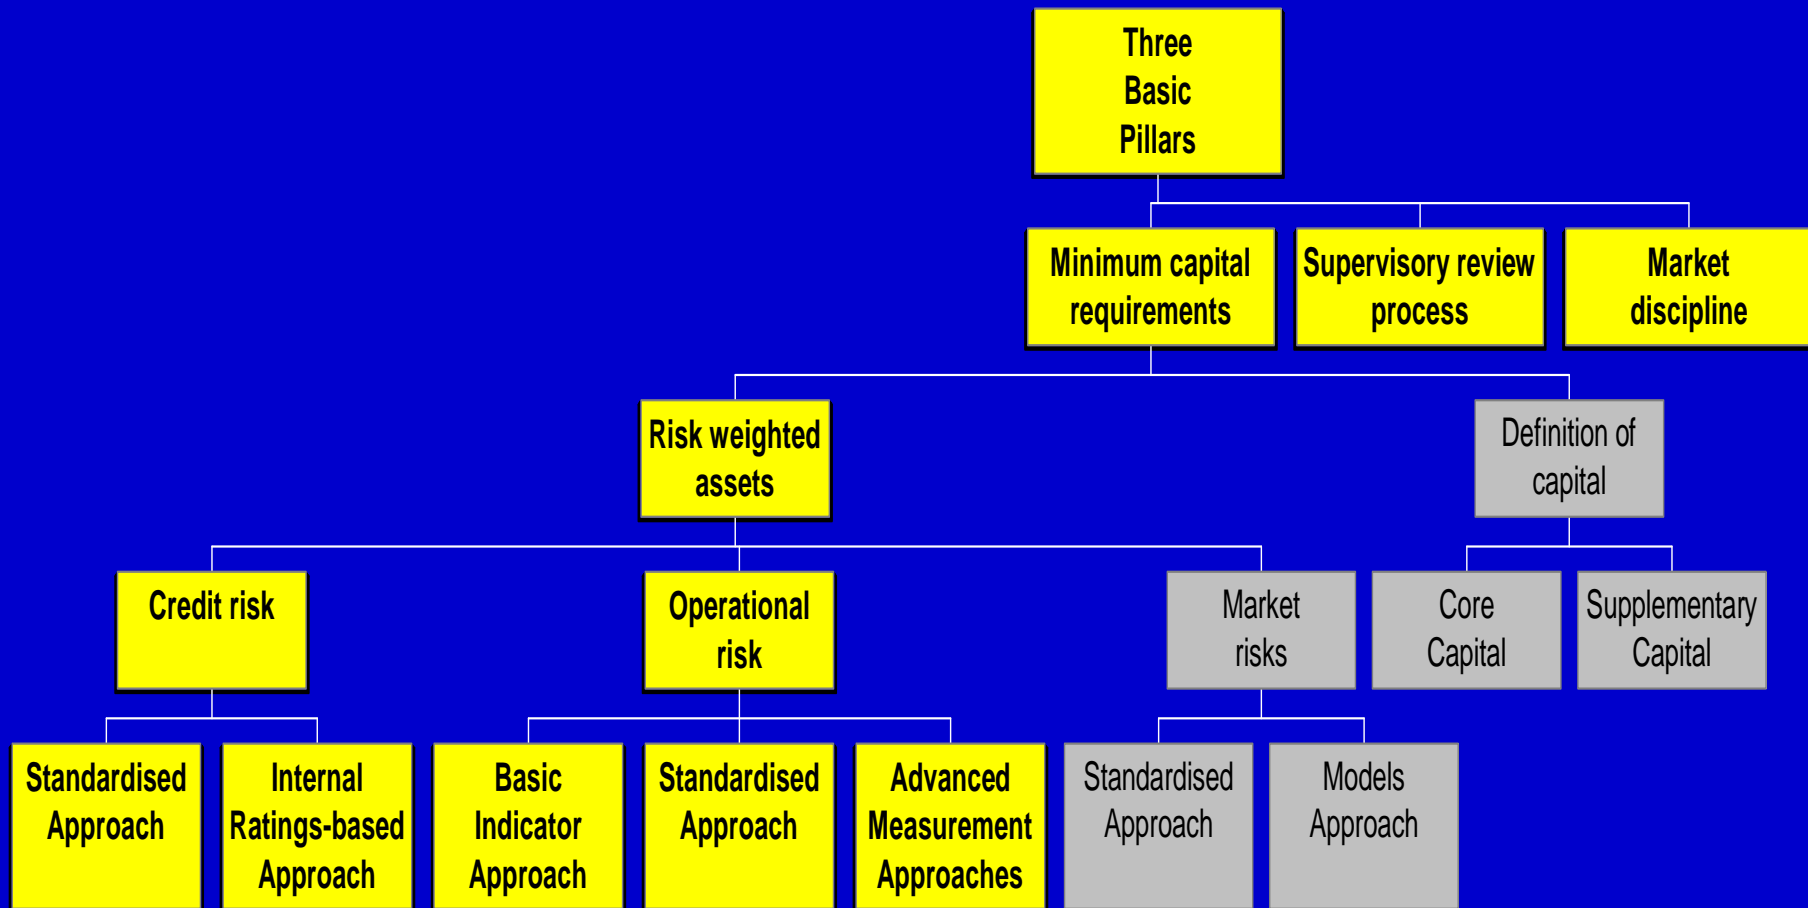 Three
Basic
Pillars
Minimum capital
requirements
Supervisory review
process
Market
discipline
Risk weighted
assets
Definition of
capital
Credit risk
Operational
risk
Market
risks
Core
Capital
Supplementary
Capital
Standardised
Approach
Internal
Ratings-based
Approach
Basic
Indicator
Approach
Standardised
Approach
Advanced
Measurement
Approaches
Standardised
Approach
Models
Approach